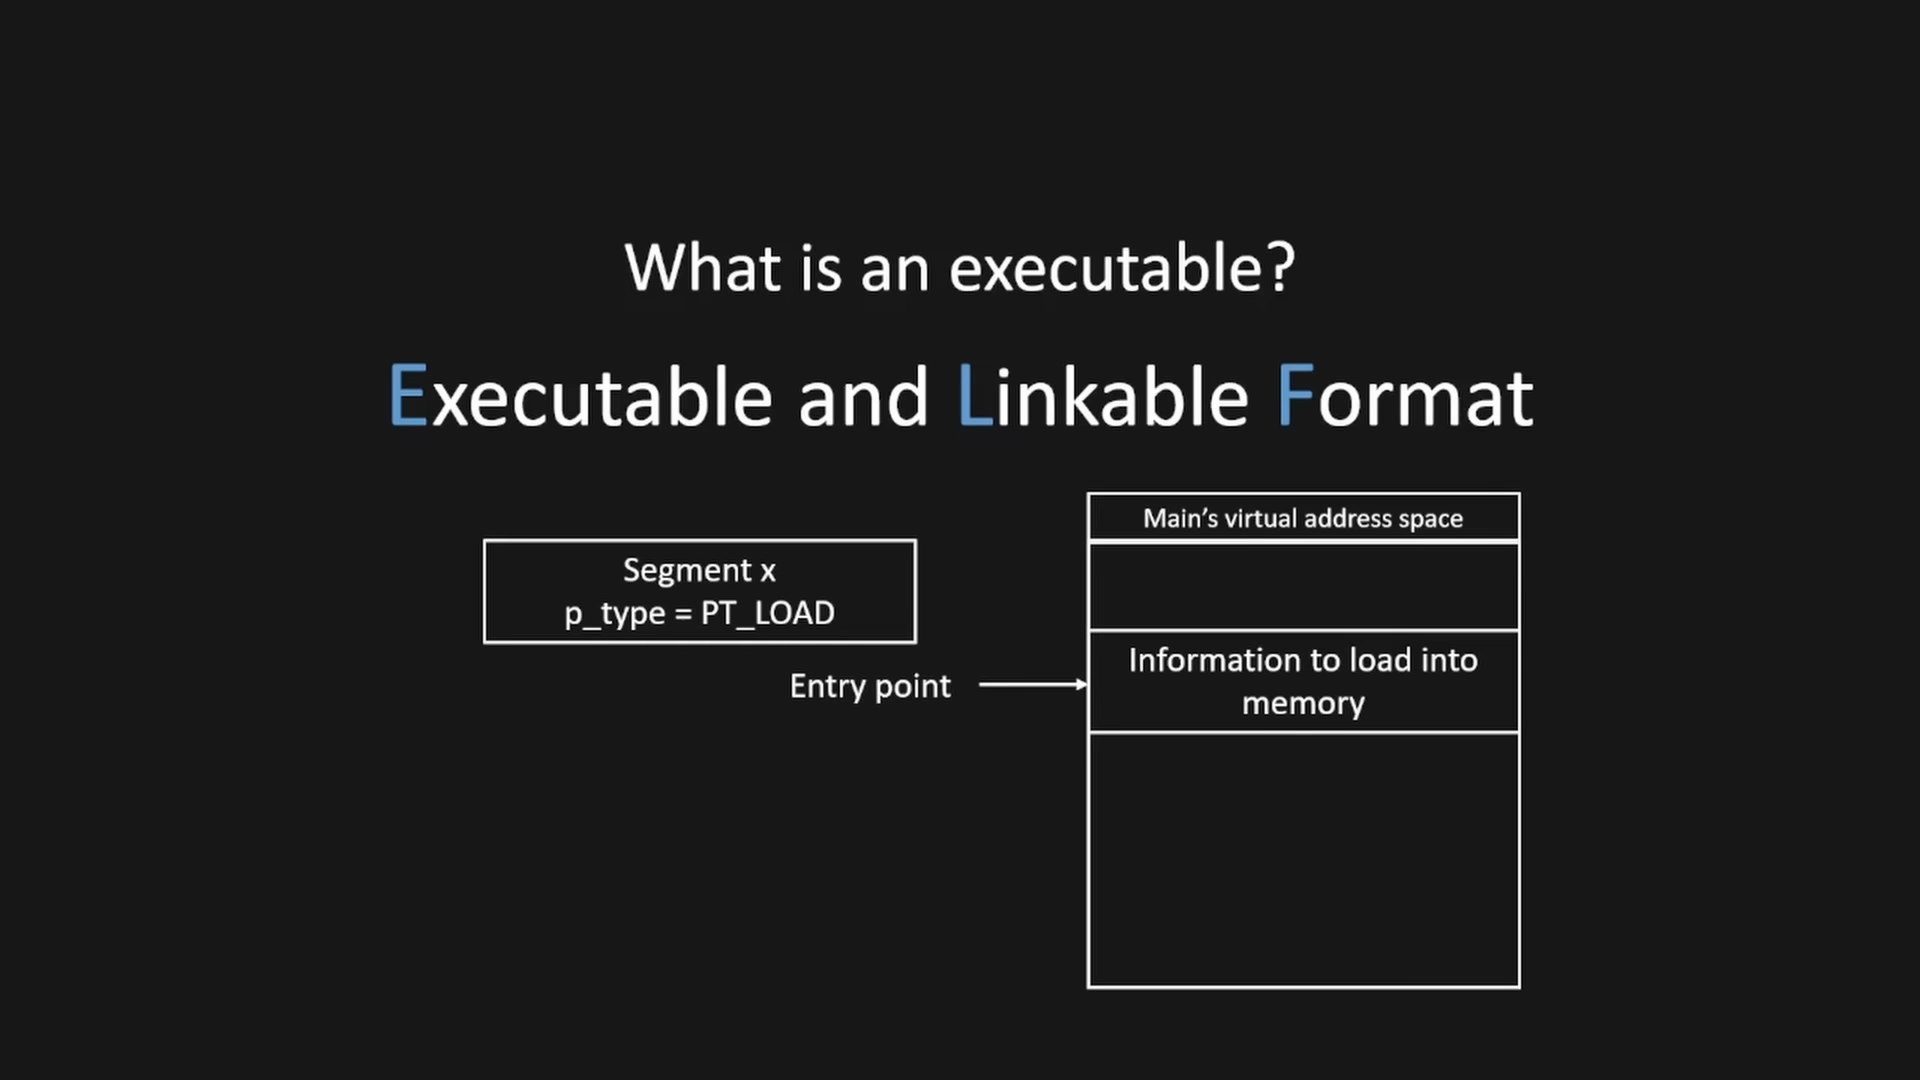 What is an executable?
Executable and Linkable Format
Main’s virtual address space
Segment x
p_type = PT_LOAD
Entry point
Information to load into
memory